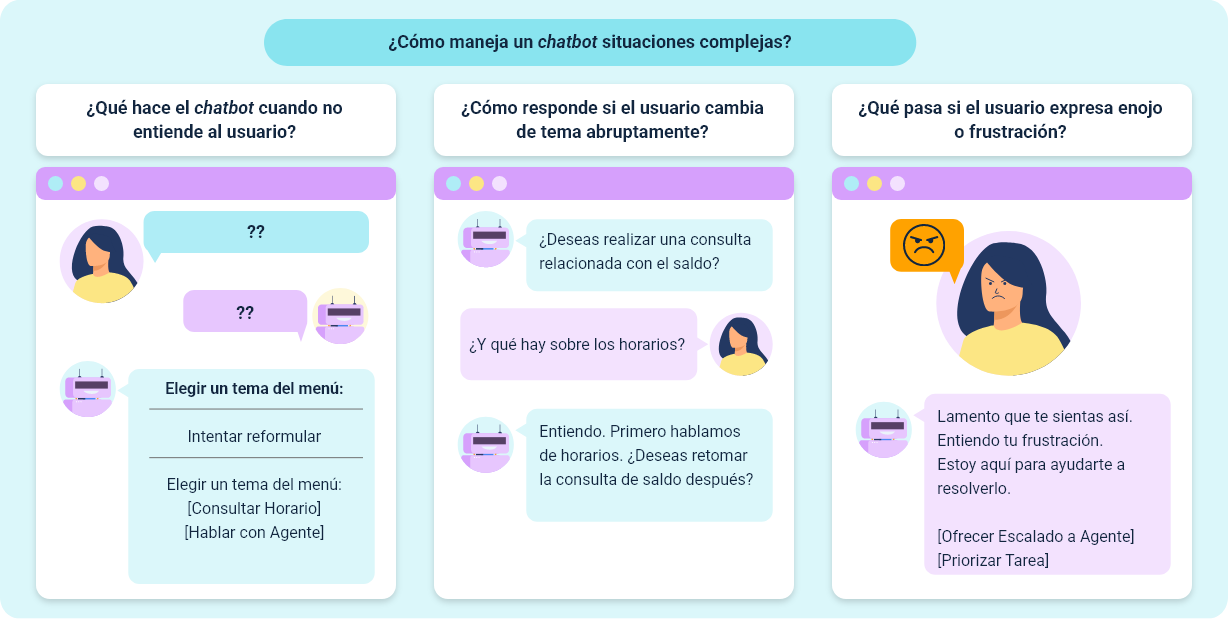 ¿Cómo maneja un chatbot situaciones complejas?
¿Qué hace el chatbot cuando no
entiende al usuario?
??
??
Elegir un tema del menú:
Intentar reformular
Elegir un tema del menú:
[Consultar Horario]
[Hablar con Agente]
¿Cómo responde si el usuario cambia
de tema abruptamente?
¿Deseas realizar una consulta
relacionada con el saldo?
¿Y qué hay sobre los horarios?
Entiendo. Primero hablamos
de horarios. ¿Deseas retomar
la consulta de saldo después?
¿Qué pasa si el usuario expresa enojo
o frustración?
Lamento que te sientas así.
Entiendo tu frustración.
Estoy aquí para ayudarte a
resolverlo.
[Ofrecer Escalado a Agente]
[Priorizar Tarea]